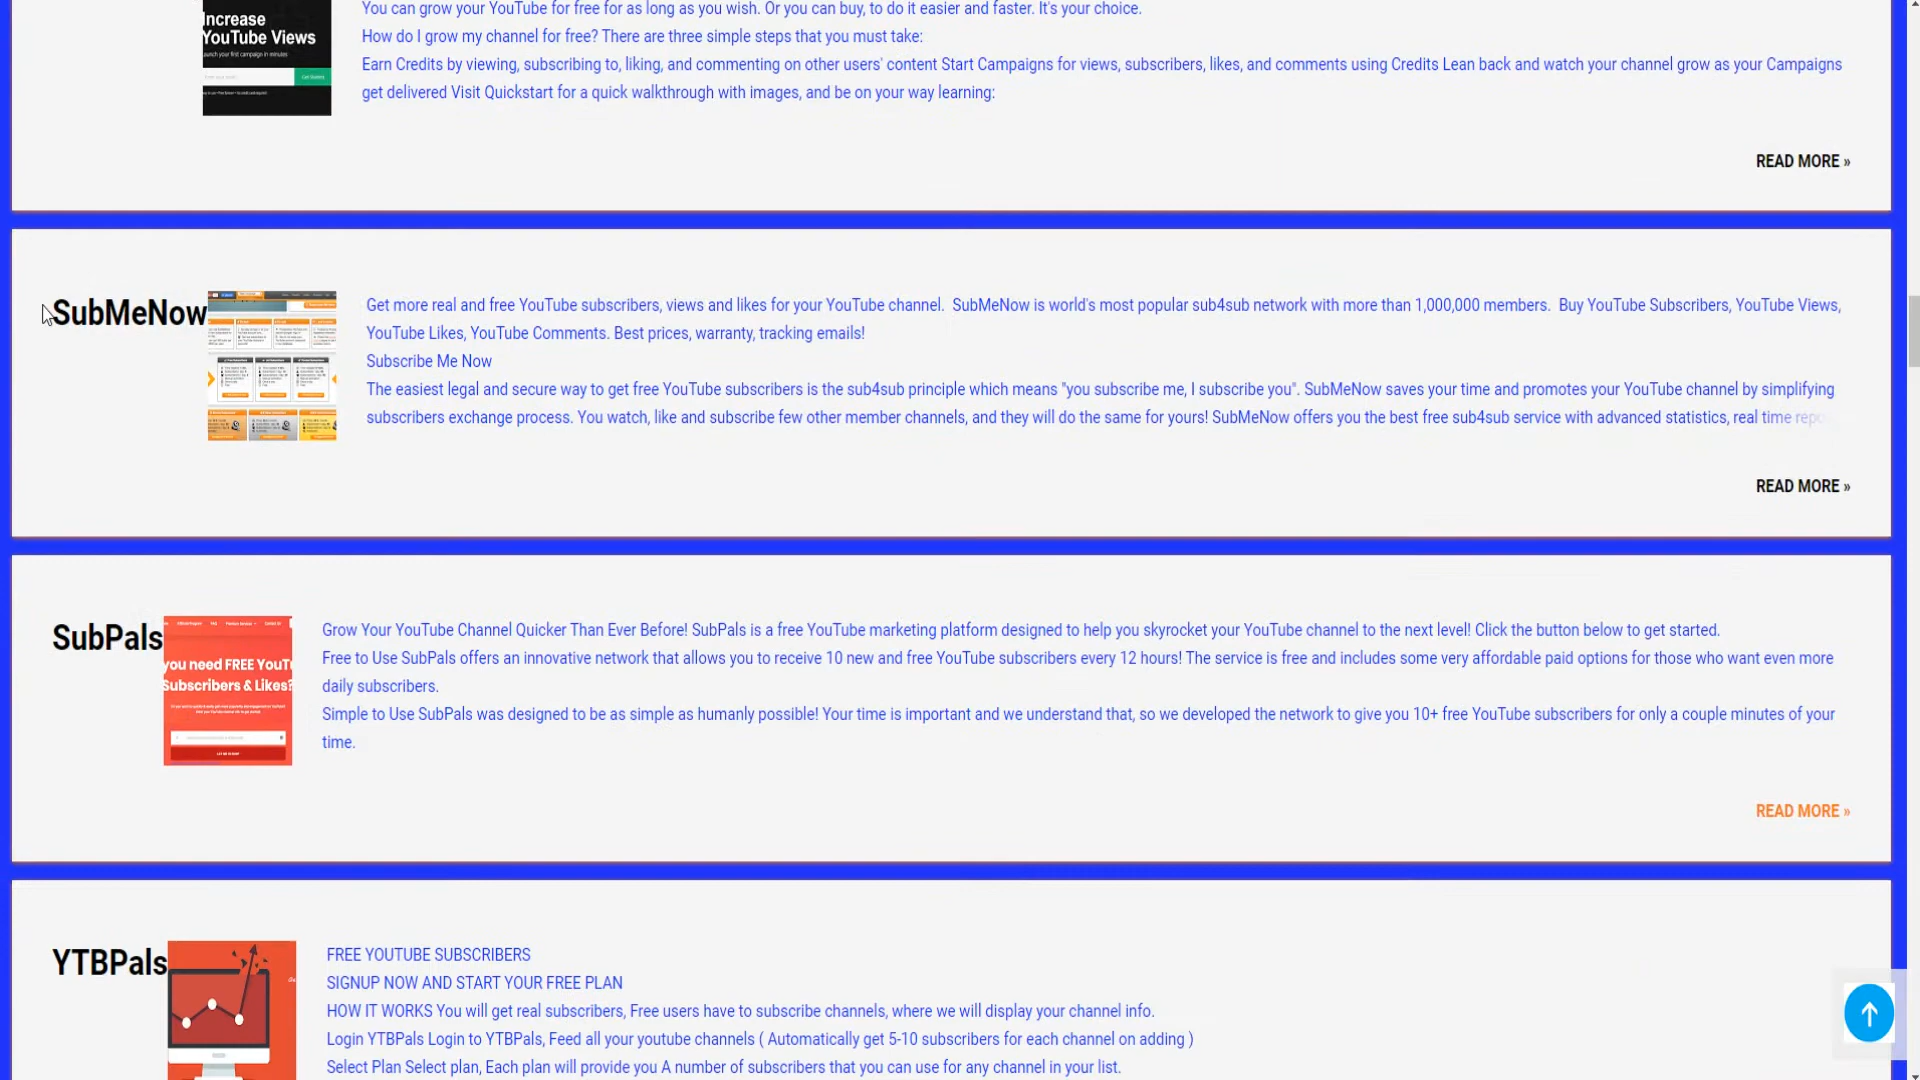 You can grow your YouTube for free for as long as you wish. Or you can buy, to do it easier and faster. It's your choice.
Increase
YouTube Views
How do I grow my channel for free? There are three simple steps that you must take:
Earn Credits by viewing, subscribing to, liking, and commenting on other users' content Start Campaigns for views, subscribers, likes, and comments using Credits Lean back and watch your channel grow as your Campaigns
get delivered Visit Quickstart for a quick walkthrough with images, and be on your way learning:
READ MORE »
SubMeNow
Get more real and free YouTube subscribers, views and likes for your YouTube channel.  SubMeNow is world's most popular sub4sub network with more than 1,000,000 members.  Buy YouTube Subscribers, YouTube Views,
YouTube Likes, YouTube Comments. Best prices, warranty, tracking emails!
Subscribe Me Now
The easiest legal and secure way to get free YouTube subscribers is the sub4sub principle which means "you subscribe me, I subscribe you". SubMeNow saves your time and promotes your YouTube channel by simplifying
subscribers exchange process. You watch, like and subscribe few other member channels, and they will do the same for yours! SubMeNow offers you the best free sub4sub service with advanced statistics, real time
READ MORE »
SubPals
you need FREE YouT
Subscribers & Likes?
Grow Your YouTube Channel Quicker Than Ever Before! SubPals is a free YouTube marketing platform designed to help you skyrocket your YouTube channel to the next level! Click the button below to get started.
Free to Use SubPals offers an innovative network that allows you to receive 10 new and free YouTube subscribers every 12 hours! The service is free and includes some very affordable paid options for those who want even more
daily subscribers.
Simple to Use SubPals was designed to be as simple as humanly possible! Your time is important and we understand that, so we developed the network to give you 10+ free YouTube subscribers for only a couple minutes of your
time.
READ MORE »
YTBPals
FREE YOUTUBE SUBSCRIBERS
SIGNUP NOW AND START YOUR FREE PLAN
HOW IT WORKS You will get real subscribers, Free users have to subscribe channels, where we will display your channel info.
Login YTBPals Login to YTBPals, Feed all your youtube channels ( Automatically get 5-10 subscribers for each channel on adding )
Select Plan Select plan, Each plan will provide you A number of subscribers that you can use for any channel in your list.